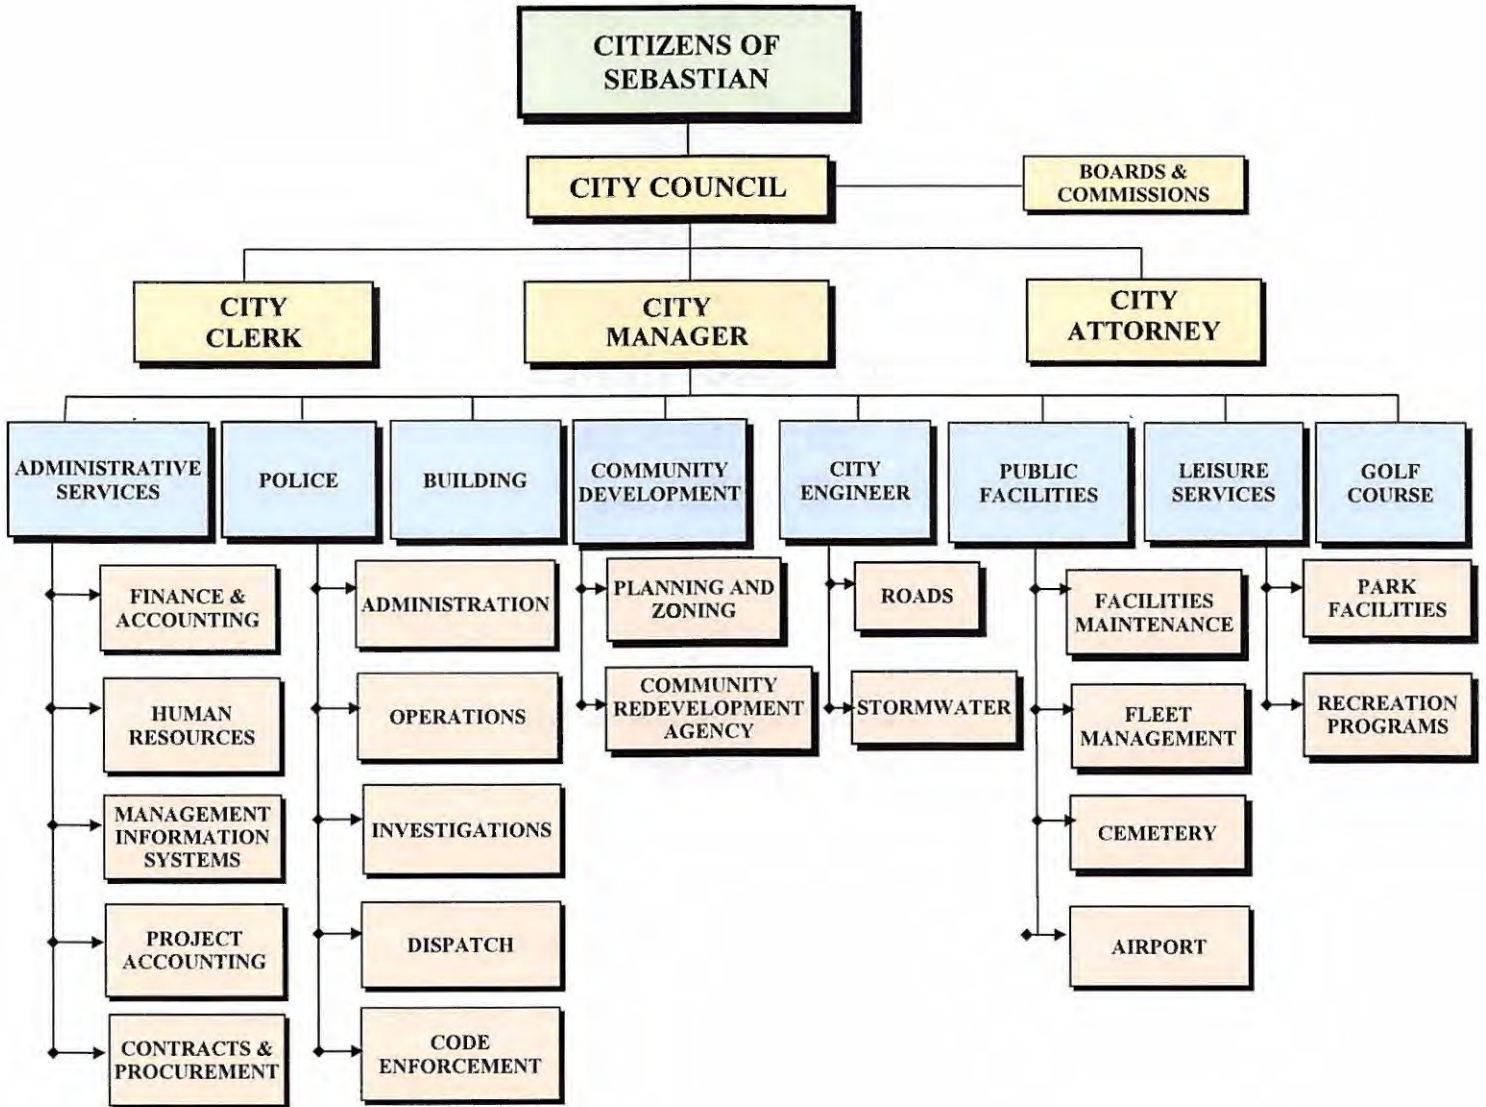 CITIZENS OF
SEBASTIAN
CITY COUNCIL
BOARDS &
COMMISSIONS
CITY
CLERK
CITY
MANAGER
CITY
ATTORNEY
ADMINISTRATIVE
SERVICES
POLICE
BUILDING
COMMUNITY
DEVELOPMENT
CITY
ENGINEER
PUBLIC
FACILITIES
LEISURE
SERVICES
GOLF
COURSE
FINANCE &
ACCOUNTING
HUMAN
RESOURCES
MANAGEMENT
INFORMATION
SYSTEMS
PROJECT
ACCOUNTING
CONTRACTS &
PROCUREMENT
ADMINISTRATION
OPERATIONS
INVESTIGATIONS
DISPATCH
CODE
ENFORCEMENT
PLANNING AND
ZONING
COMMUNITY
REDEVELOPMENT
AGENCY
ROADS
STORMWATER
FACILITIES
MAINTENANCE
FLEET
MANAGEMENT
CEMETERY
AIRPORT
PARK
FACILITIES
RECREATION
PROGRAMS